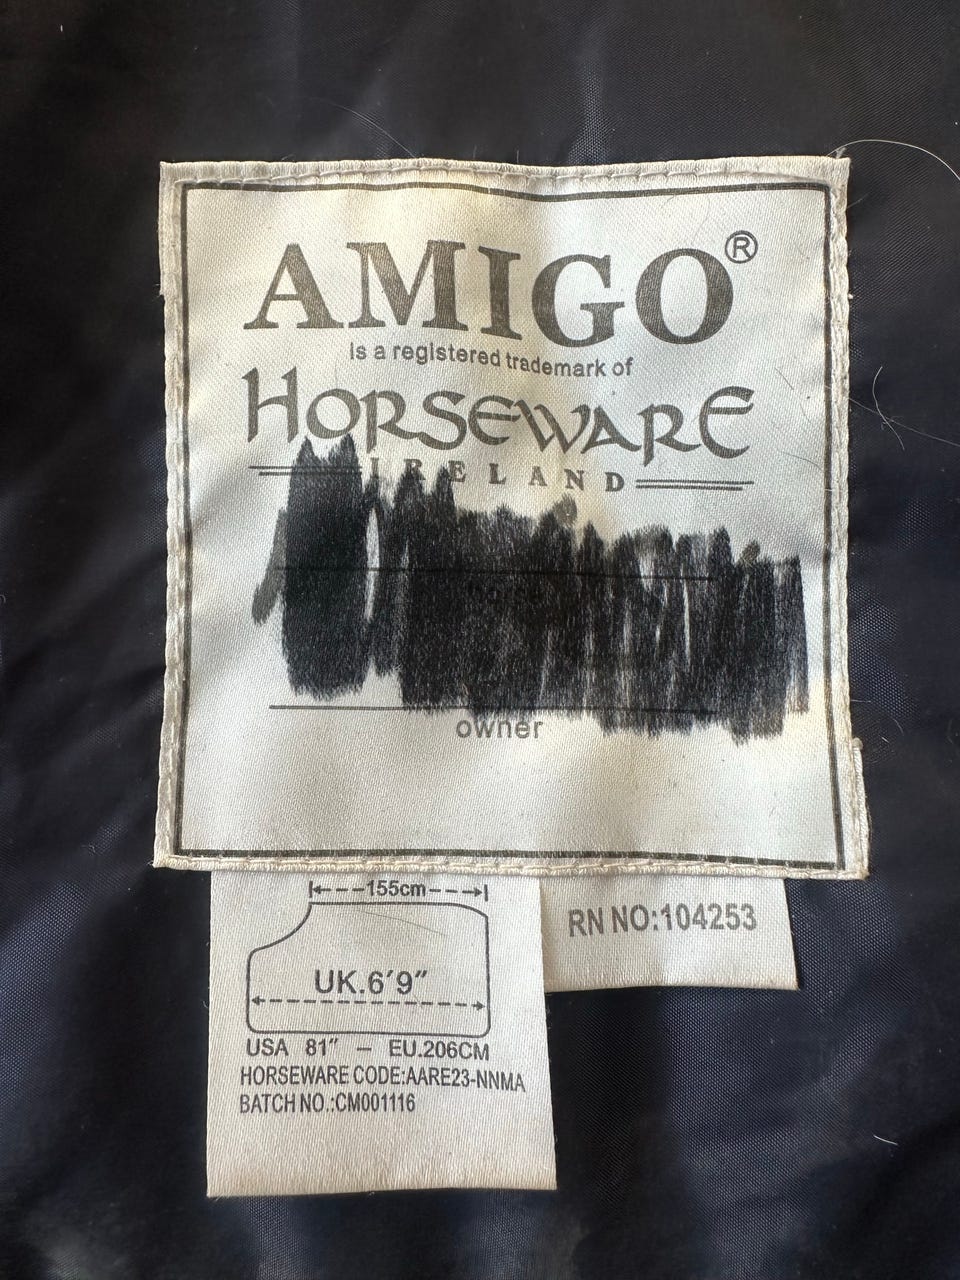 AMIGO®
is a registered trademark of
HORSEWARE
IRELAND
horse
owner
155cm
UK.6'9"
USA 81" – EU.206CM
HORSEWARE CODE:AARE23-NNMA
BATCH NO.:CM001116
RN NO:104253